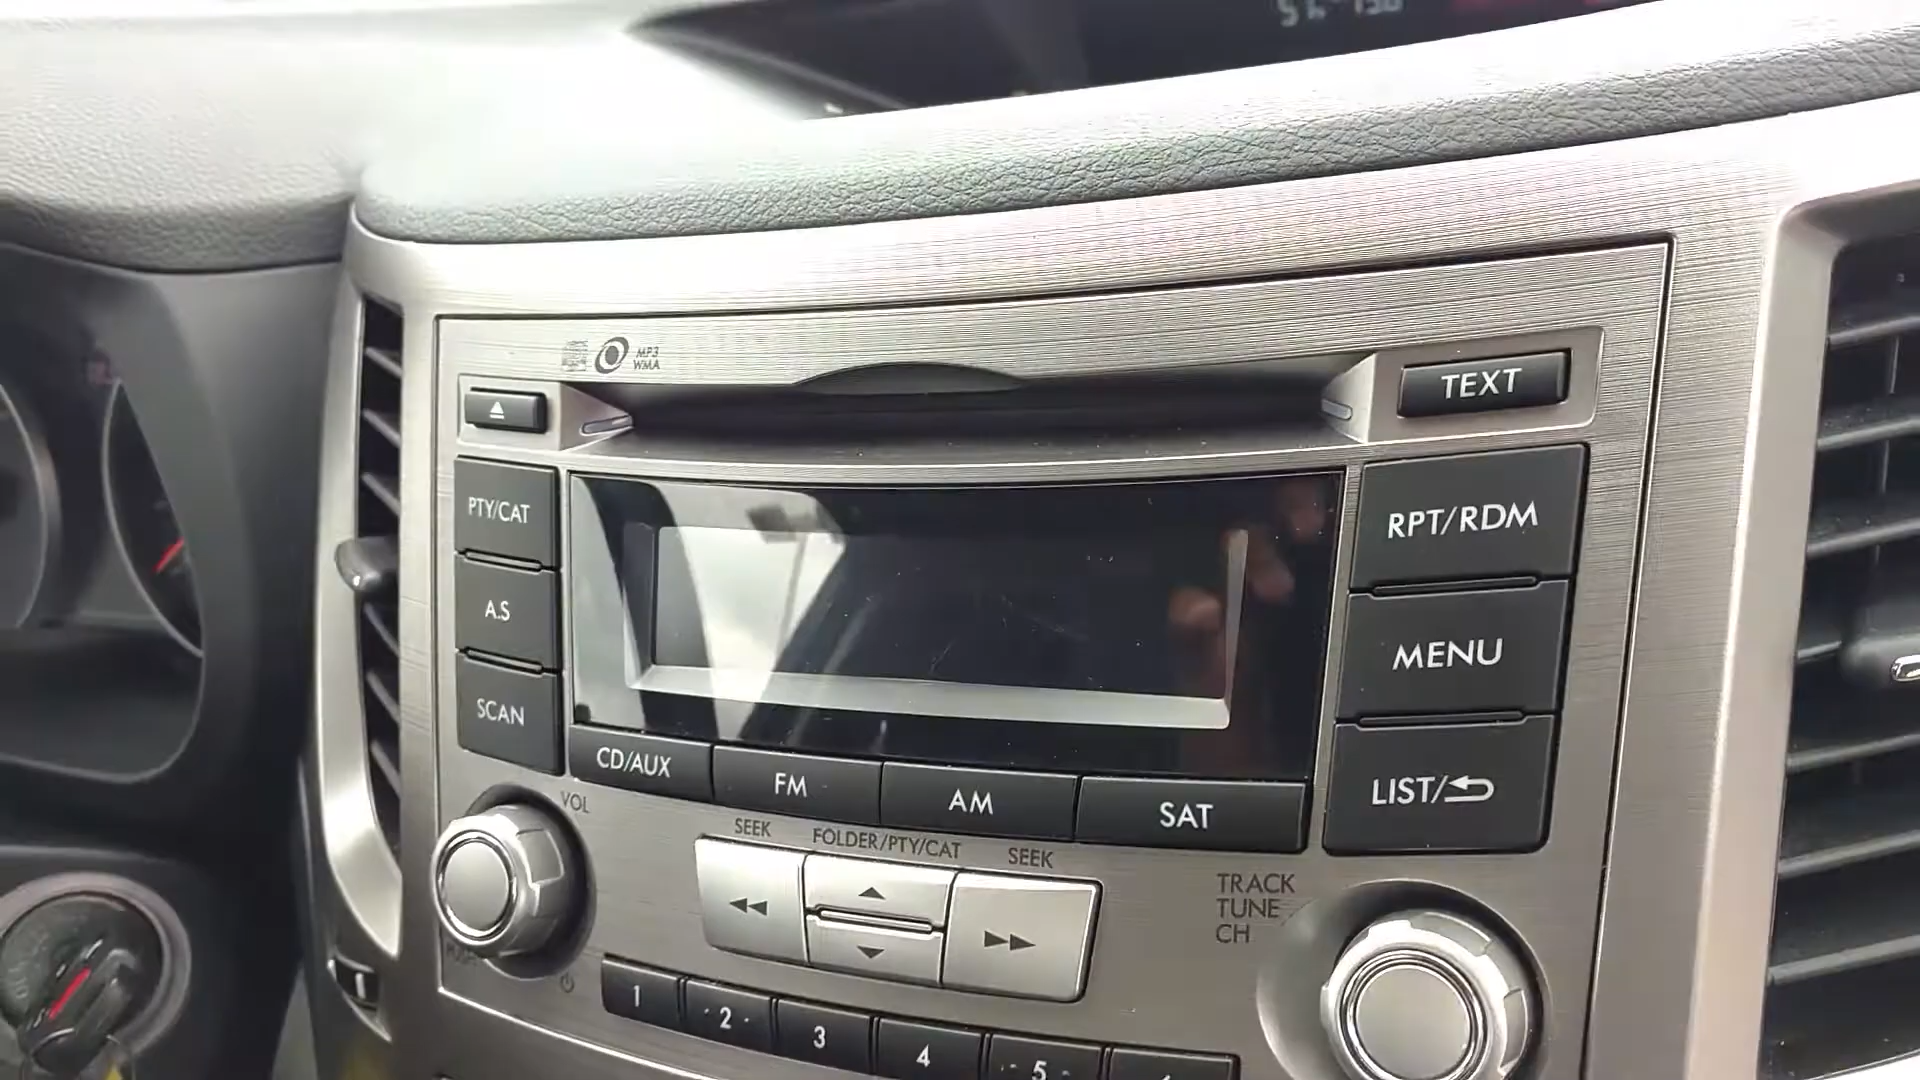 MP3
WMA
TEXT
PTY/CAT
RPT/RDM
A.S
MENU
SCAN
LIST/
CD/AUX
FM
AM
SAT
VOL
SEEK
FOLDER/PTY/CAT
SEEK
TRACK
TUNE
CH
1
2
3
4
5